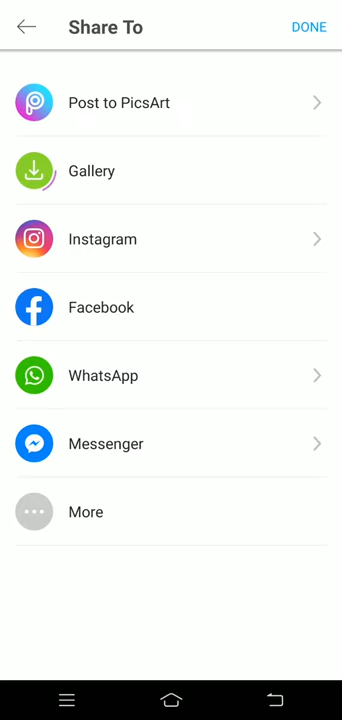 Share To
DONE
Post to PicsArt
Gallery
Instagram
Facebook
WhatsApp
Messenger
More